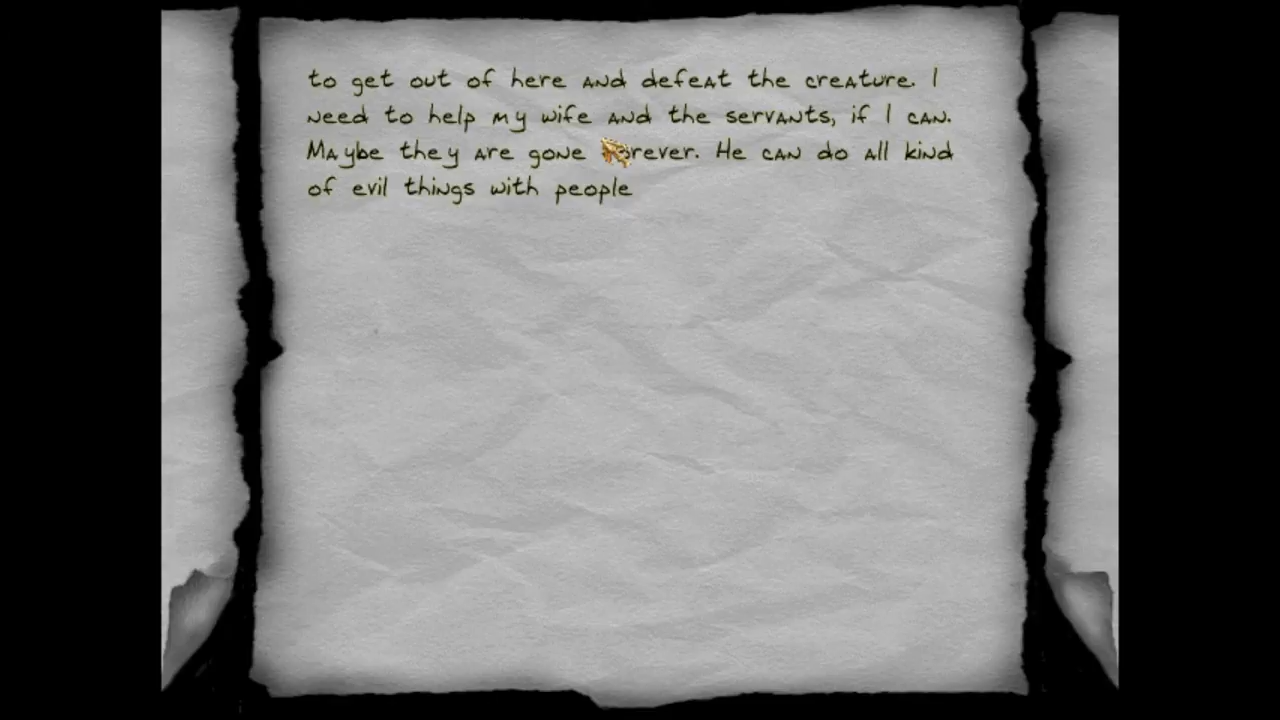 to get out of here and defeat the creature. I
need to help my wife and the servants, if I can.
Maybe they are gone forever. He can do all kind
of evil things with people